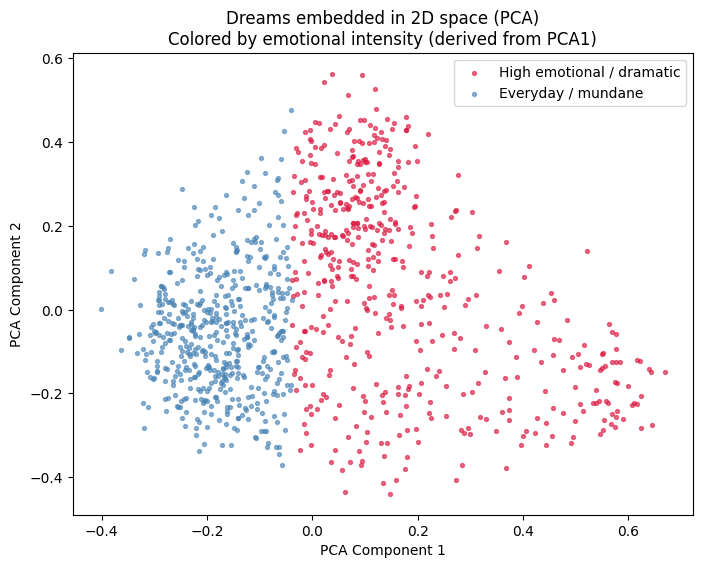 Dreams embedded in 2D space (PCA)
Colored by emotional intensity (derived from PCA1)
High emotional / dramatic
Everyday / mundane
PCA Component 2
0.6
0.4
0.2
0.0
−0.2
−0.4
−0.4
−0.2
0.0
0.2
0.4
0.6
PCA Component 1